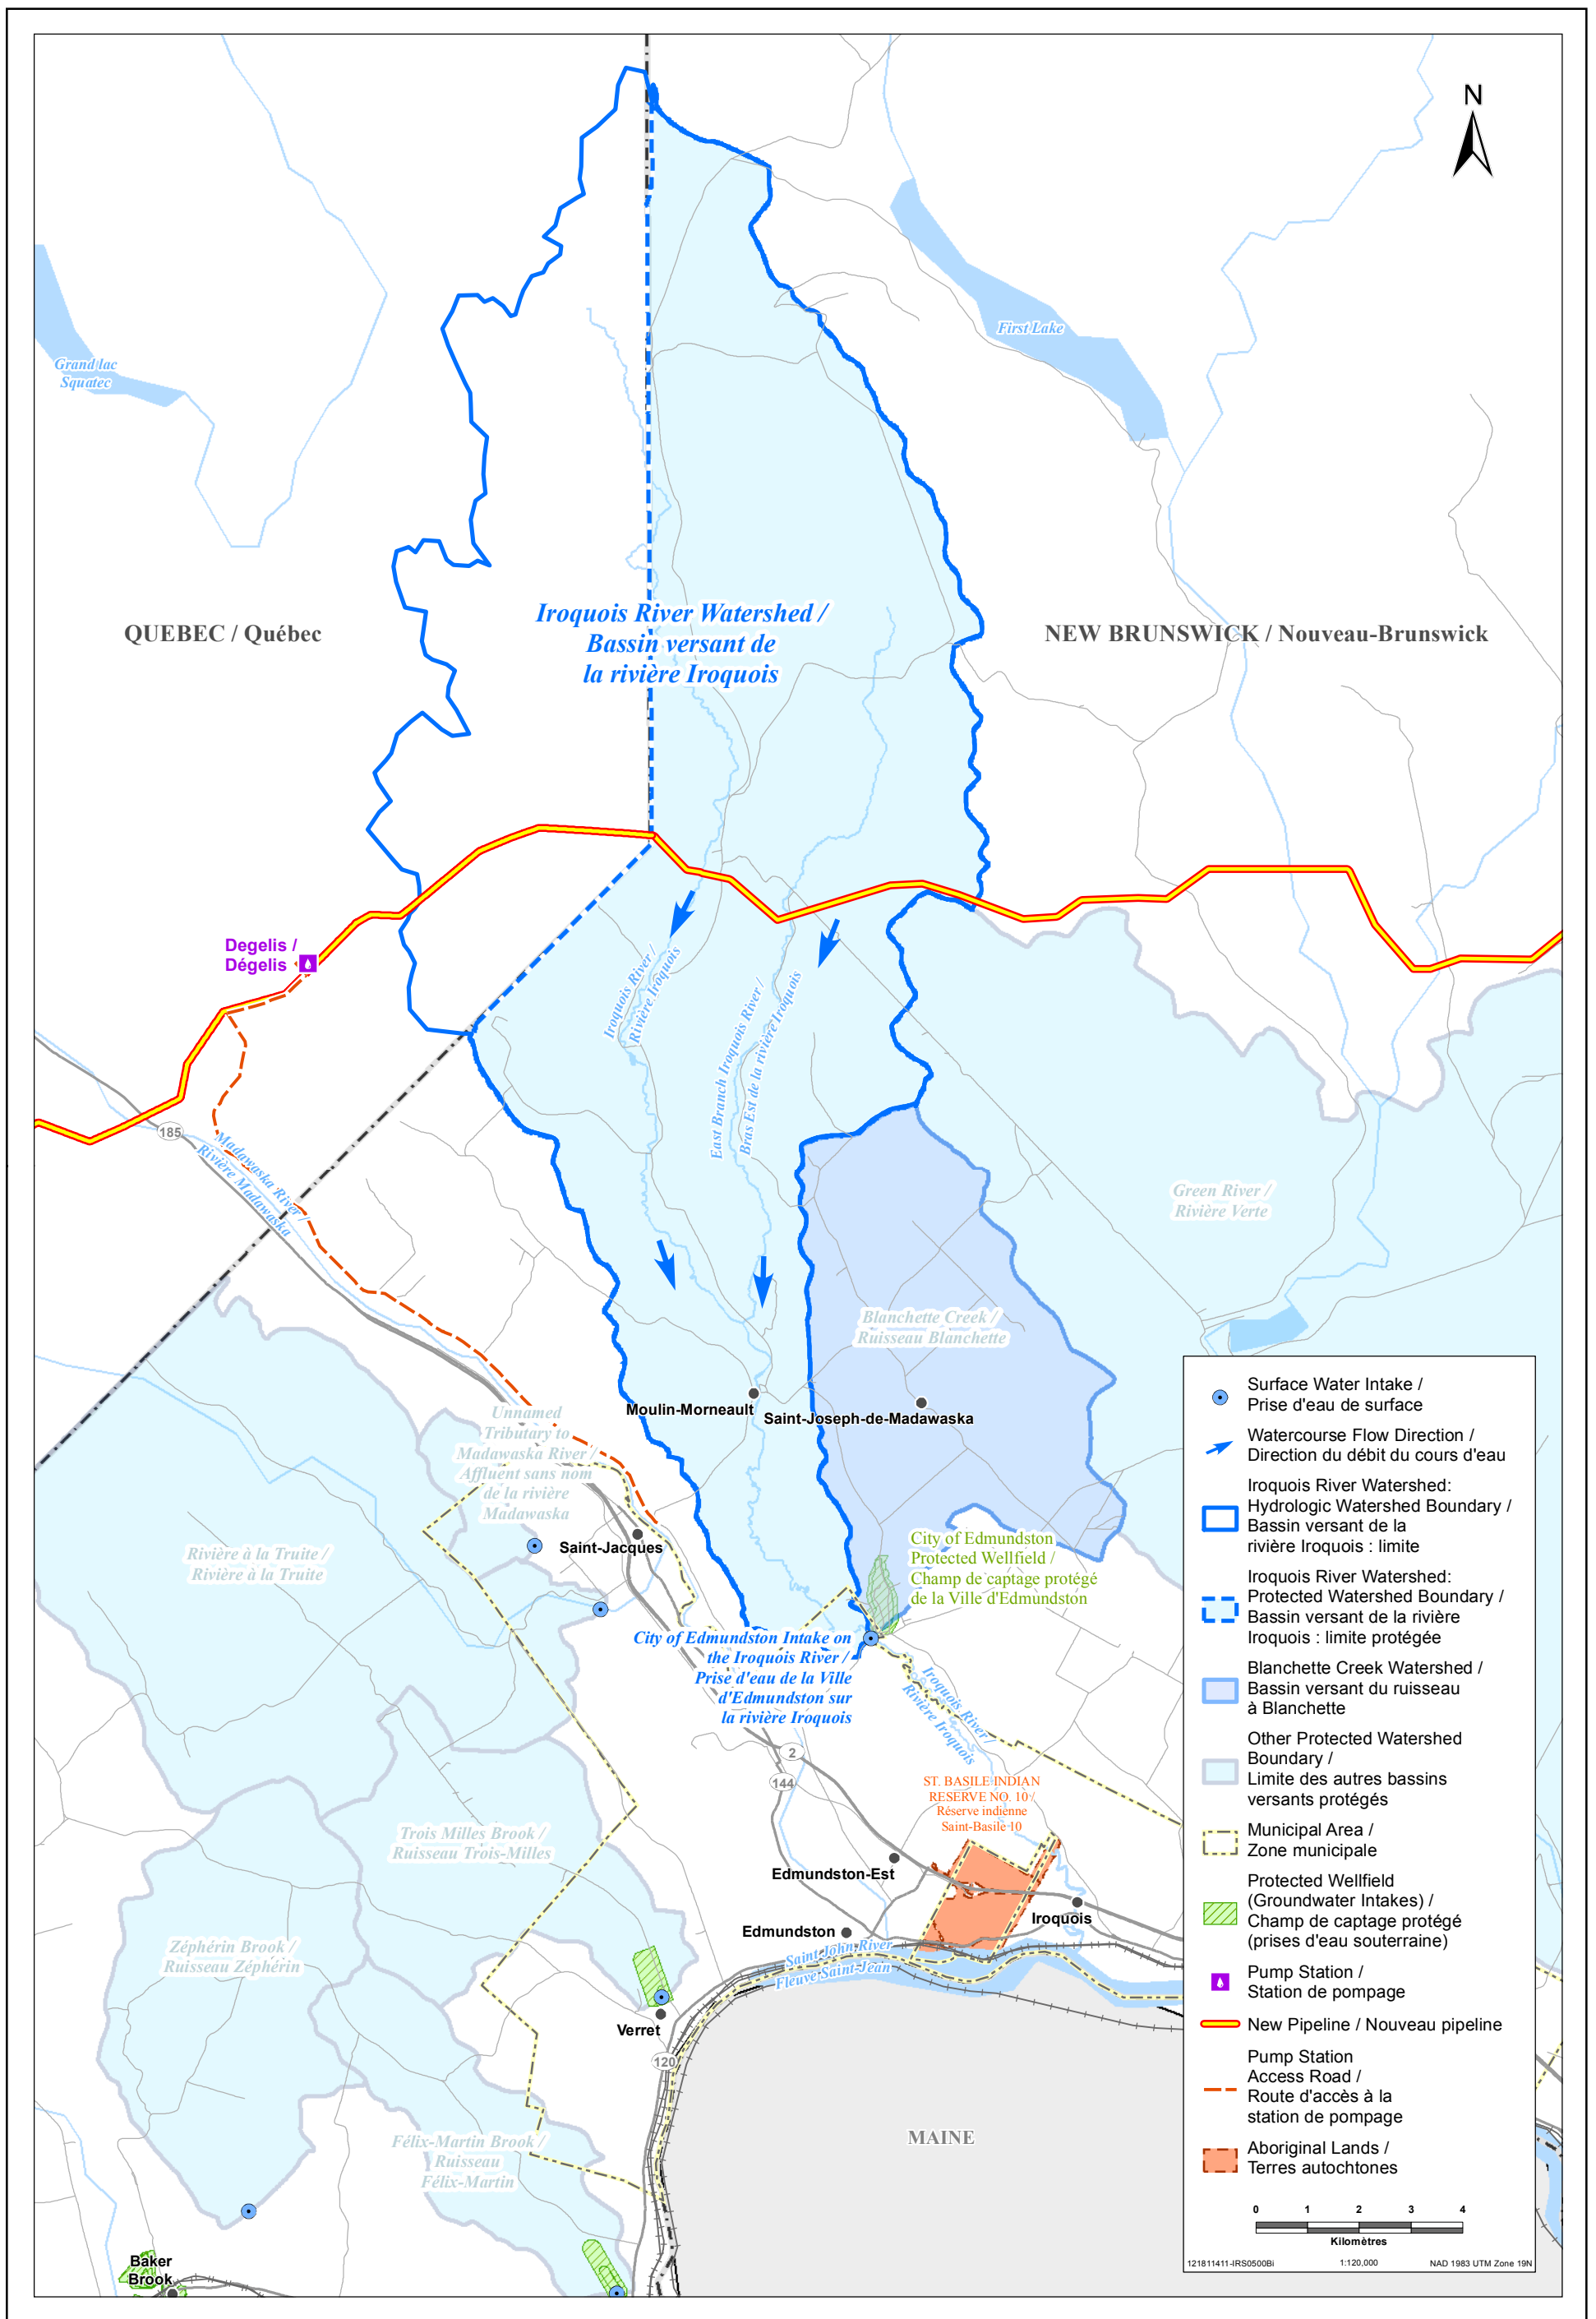 N
First Lake
Grand lac
Squatec
Iroquois River Watershed /
Bassin versant de
la rivière Iroquois
QUEBEC / Québec
NEW BRUNSWICK / Nouveau-Brunswick
Degelis /
Dégelis
Iroquois River /
Rivière Iroquois
East Branch Iroquois River /
Bras Est de la rivière Iroquois
185
Madawaska River /
Rivière Madawaska
Green River /
Rivière Verte
Blanchette Creek /
Ruisseau Blanchette
Moulin-Morneault
Saint-Joseph-de-Madawaska
Unnamed
Tributary to
Madawaska River /
Affluent sans nom
de la rivière
Madawaska
Saint-Jacques
Rivière à la Truite /
Rivière à la Truite
City of Edmundston
Protected Wellfield /
Champ de captage protégé
de la Ville d'Edmundston
City of Edmundston Intake on
the Iroquois River /
Prise d'eau de la Ville
d'Edmundston sur
la rivière Iroquois
Iroquois River /
Rivière Iroquois
2
144
ST. BASILE INDIAN
RESERVE NO. 10 /
Réserve indienne
Saint-Basile 10
Trois Milles Brook /
Ruisseau Trois-Milles
Edmundston-Est
Iroquois
Edmundston
Saint John River
Fleuve Saint-Jean
Zéphérin Brook /
Ruisseau Zéphérin
Verret
120
MAINE
Félix-Martin Brook /
Ruisseau
Félix-Martin
Baker
Brook
Surface Water Intake /
Prise d'eau de surface
Watercourse Flow Direction /
Direction du débit du cours d'eau
Iroquois River Watershed:
Hydrologic Watershed Boundary /
Bassin versant de la
rivière Iroquois : limite
Iroquois River Watershed:
Protected Watershed Boundary /
Bassin versant de la rivière
Iroquois : limite protégée
Blanchette Creek Watershed /
Bassin versant du ruisseau
à Blanchette
Other Protected Watershed
Boundary /
Limite des autres bassins
versants protégés
Municipal Area /
Zone municipale
Protected Wellfield
(Groundwater Intakes) /
Champ de captage protégé
(prises d'eau souterraine)
Pump Station /
Station de pompage
New Pipeline / Nouveau pipeline
Pump Station
Access Road /
Route d'accès à la
station de pompage
Aboriginal Lands /
Terres autochtones
0 1 2 3 4
Kilomètres
121811411-IRS0500Bi 1:120,000 NAD 1983 UTM Zone 19N